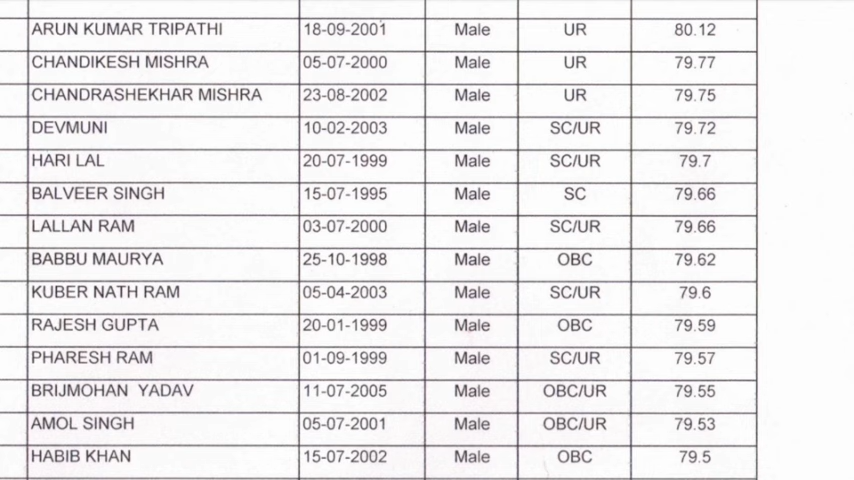 ARUN KUMAR TRIPATHI 18-09-2001 Male UR 80.12
CHANDIKESH MISHRA 05-07-2000 Male UR 79.77
CHANDRASHEKHAR MISHRA 23-08-2002 Male UR 79.75
DEVMUNI 10-02-2003 Male SC/UR 79.72
HARI LAL 20-07-1999 Male SC/UR 79.7
BALVEER SINGH 15-07-1995 Male SC 79.66
LALLAN RAM 03-07-2000 Male SC/UR 79.66
BABBU MAURYA 25-10-1998 Male OBC 79.62
KUBER NATH RAM 05-04-2003 Male SC/UR 79.6
RAJESH GUPTA 20-01-1999 Male OBC 79.59
PHARESH RAM 01-09-1999 Male SC/UR 79.57
BRIJMOHAN YADAV 11-07-2005 Male OBC/UR 79.55
AMOL SINGH 05-07-2001 Male OBC/UR 79.53
HABIB KHAN 15-07-2002 Male OBC 79.5